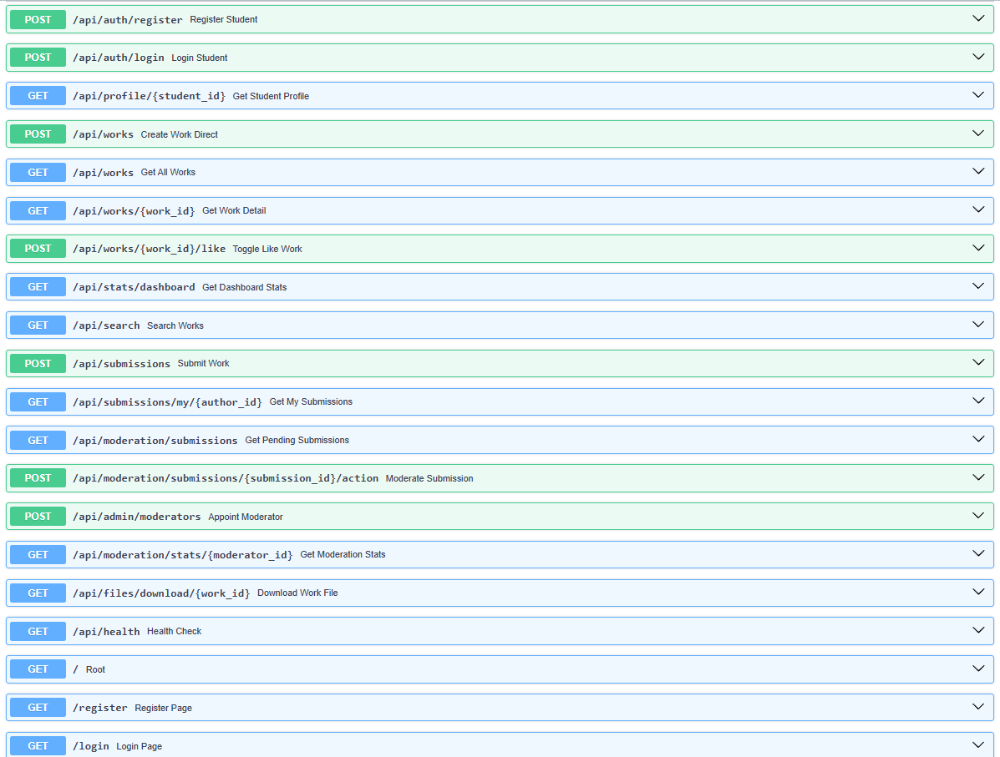 POST /api/auth/register Register Student
POST /api/auth/login Login Student
GET /api/profile/{student_id} Get Student Profile
POST /api/works Create Work Direct
GET /api/works Get All Works
GET /api/works/{work_id} Get Work Detail
POST /api/works/{work_id}/like Toggle Like Work
GET /api/stats/dashboard Get Dashboard Stats
GET /api/search Search Works
POST /api/submissions Submit Work
GET /api/submissions/my/{author_id} Get My Submissions
GET /api/moderation/submissions Get Pending Submissions
POST /api/moderation/submissions/{submission_id}/action Moderate Submission
POST /api/admin/moderators Appoint Moderator
GET /api/moderation/stats/{moderator_id} Get Moderation Stats
GET /api/files/download/{work_id} Download Work File
GET /api/health Health Check
GET / Root
GET /register Register Page
GET /login Login Page